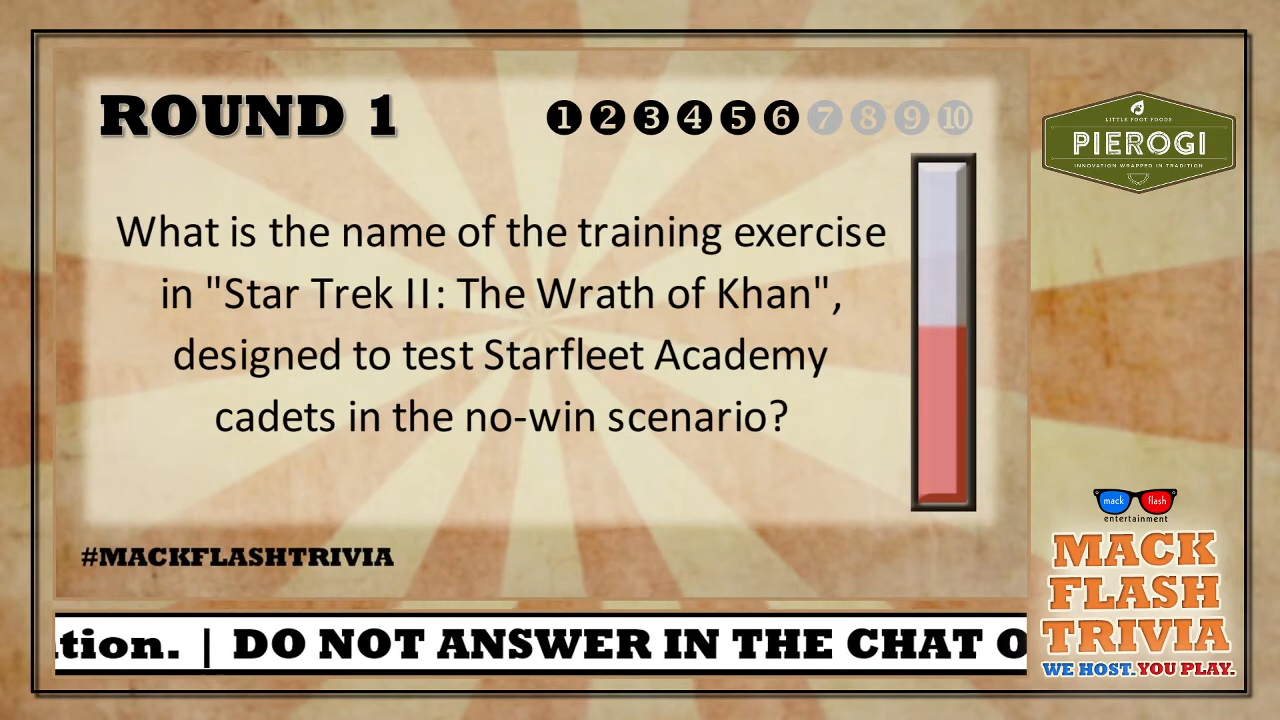 ROUND 1
1 2 3 4 5 6 7 8 9 10
What is the name of the training exercise
in "Star Trek II: The Wrath of Khan",
designed to test Starfleet Academy
cadets in the no-win scenario?
#MACKFLASHTRIVIA
tion. | DO NOT ANSWER IN THE CHAT O
LITTLE FOOT FOODS
PIEROGI
INNOVATION WRAPPED IN TRADITION
mack flash
entertainment
MACK
FLASH
TRIVIA
WE HOST. YOU PLAY.